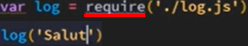 var log = require('./log.js')
log('Salut')